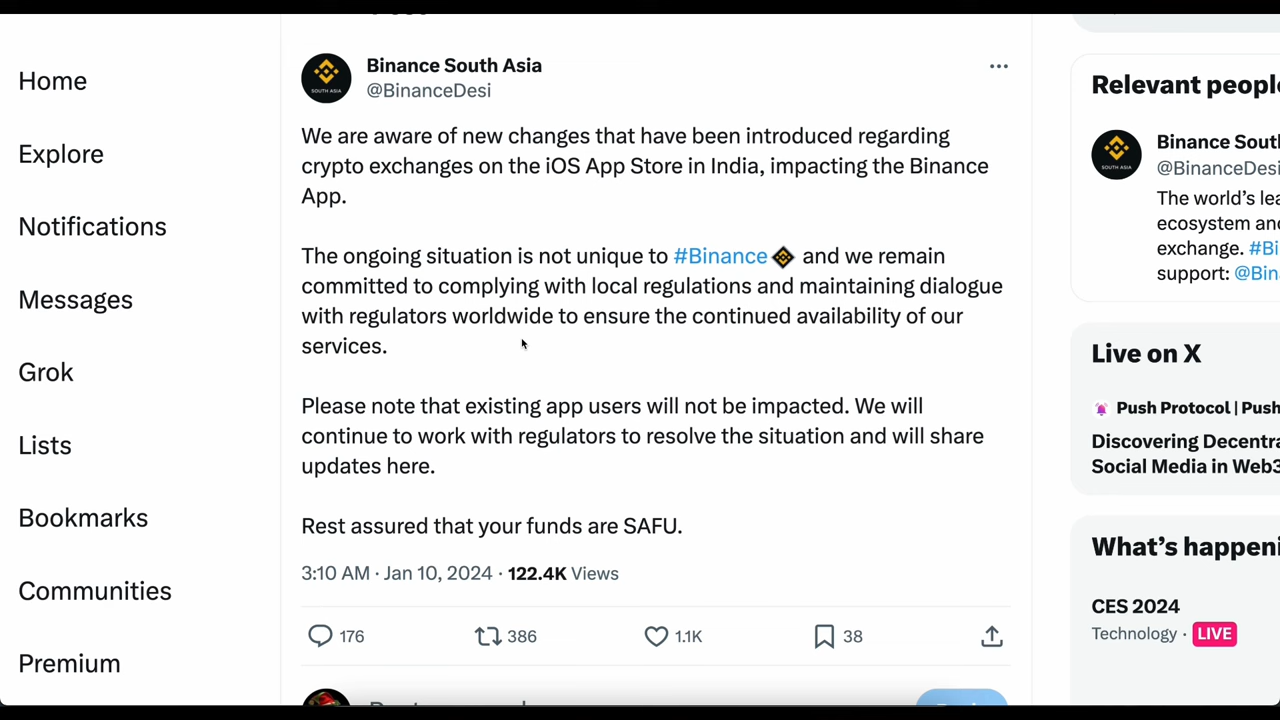 Home
Explore
Notifications
Messages
Grok
Lists
Bookmarks
Communities
Premium
SOUTH ASIA
Binance South Asia
@BinanceDesi
We are aware of new changes that have been introduced regarding
crypto exchanges on the iOS App Store in India, impacting the Binance
App.
The ongoing situation is not unique to #Binance and we remain
committed to complying with local regulations and maintaining dialogue
with regulators worldwide to ensure the continued availability of our
services.
Please note that existing app users will not be impacted. We will
continue to work with regulators to resolve the situation and will share
updates here.
Rest assured that your funds are SAFU.
3:10 AM · Jan 10, 2024 · 122.4K Views
176 386 1.1K 38
Relevant people
SOUTH ASIA
Binance Sout
@BinanceDesi
The world's lea
ecosystem and
exchange. #Bi
support: @Bin
Live on X
Push Protocol | Push
Discovering Decentra
Social Media in Web3
What's happeni
CES 2024
Technology · LIVE